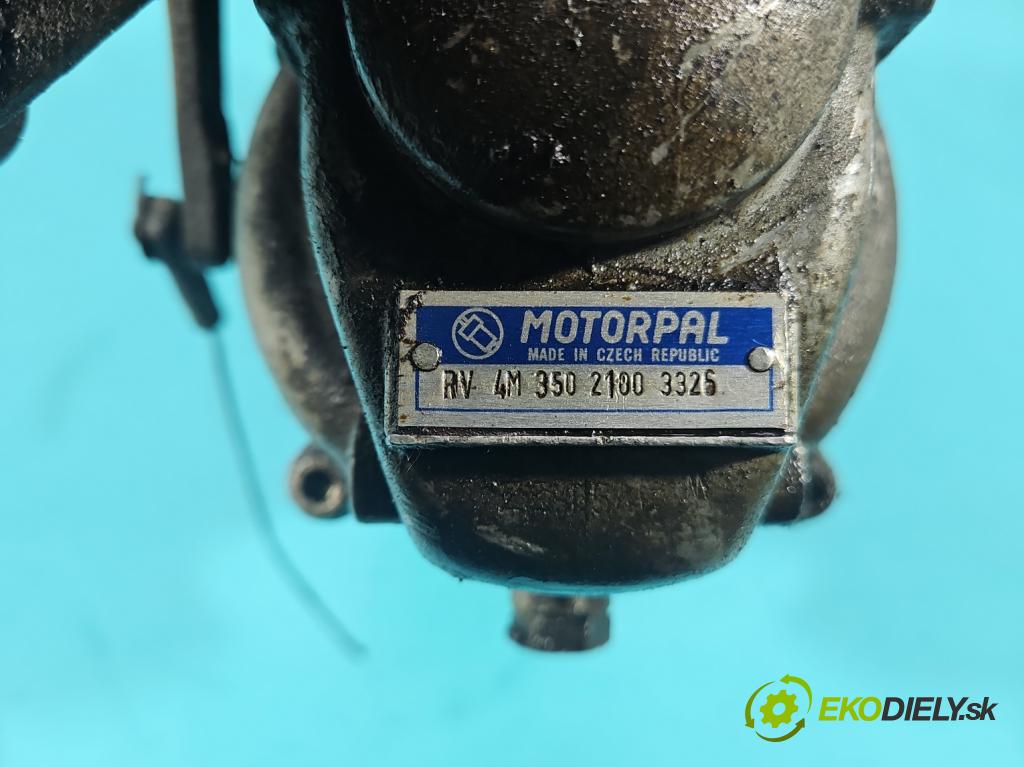 MOTORPAL
MADE IN CZECH REPUBLIC
RV 4M 350 2100 3326
EKODIELY.sk